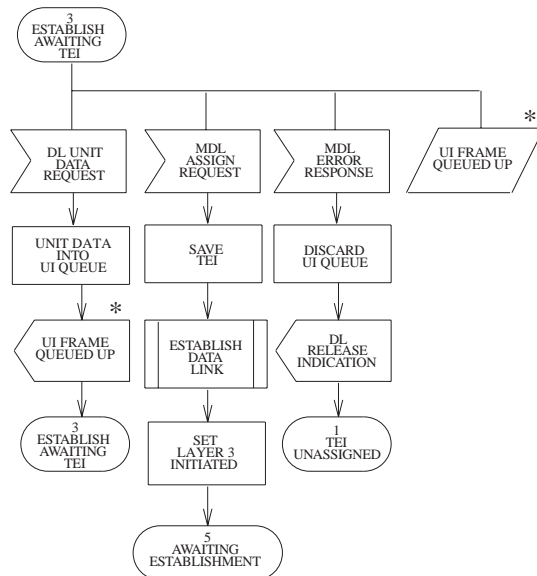 3
ESTABLISH
AWAITING
TEI
*
DL UNIT
DATA
REQUEST
MDL
ASSIGN
REQUEST
MDL
ERROR
RESPONSE
UI FRAME
QUEUED UP
UNIT DATA
INTO
UI QUEUE
SAVE
TEI
DISCARD
UI QUEUE
*
UI FRAME
QUEUED UP
ESTABLISH
DATA
LINK
DL
RELEASE
INDICATION
3
ESTABLISH
AWAITING
TEI
SET
LAYER 3
INITIATED
1
TEI
UNASSIGNED
5
AWAITING
ESTABLISHMENT